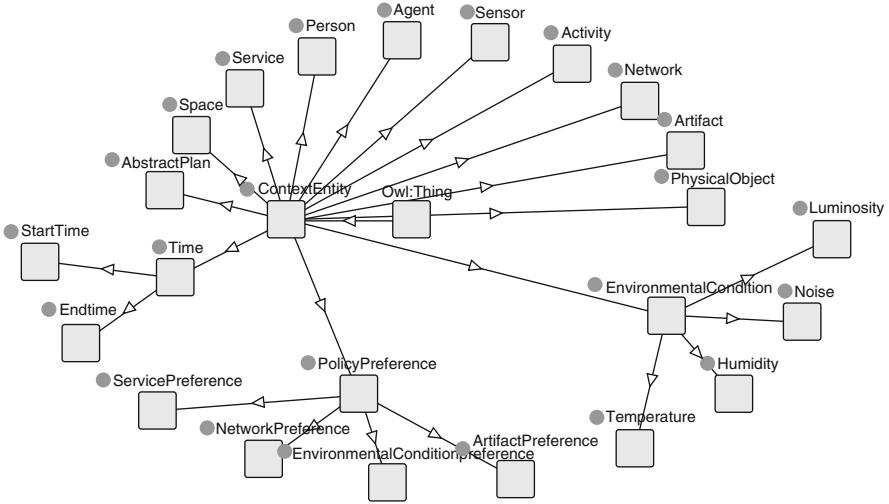 Agent
Sensor
Person
Activity
Service
Network
Space
Artifact
AbstractPlan
PhysicalObject
ContextEntity
Owl:Thing
Luminosity
StartTime
Time
EnvironmentalCondition
Noise
Endtime
PolicyPreference
Humidity
ServicePreference
Temperature
NetworkPreference
ArtifactPreference
EnvironmentalConditionpreference